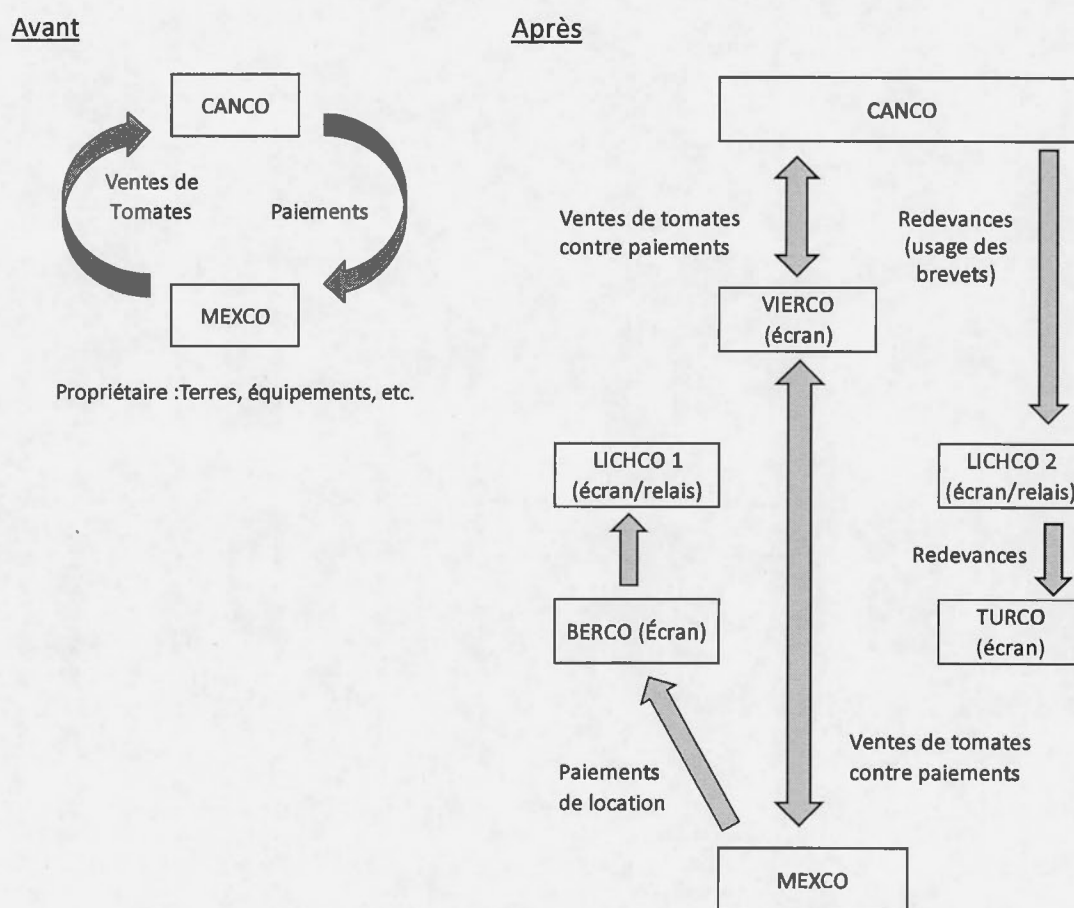 Avant
CANCO
Ventes de
Tomates
Paiements
MEXCO
Propriétaire :Terres, équipements, etc.
Après
CANCO
Ventes de tomates
contre paiements
Redevances
(usage des
brevets)
VIERCO
(écran)
LICHCO 1
(écran/relais)
LICHCO 2
(écran/relais)
Redevances
BERCO (Écran)
TURCO
(écran)
Paiements
de location
Ventes de tomates
contre paiements
MEXCO